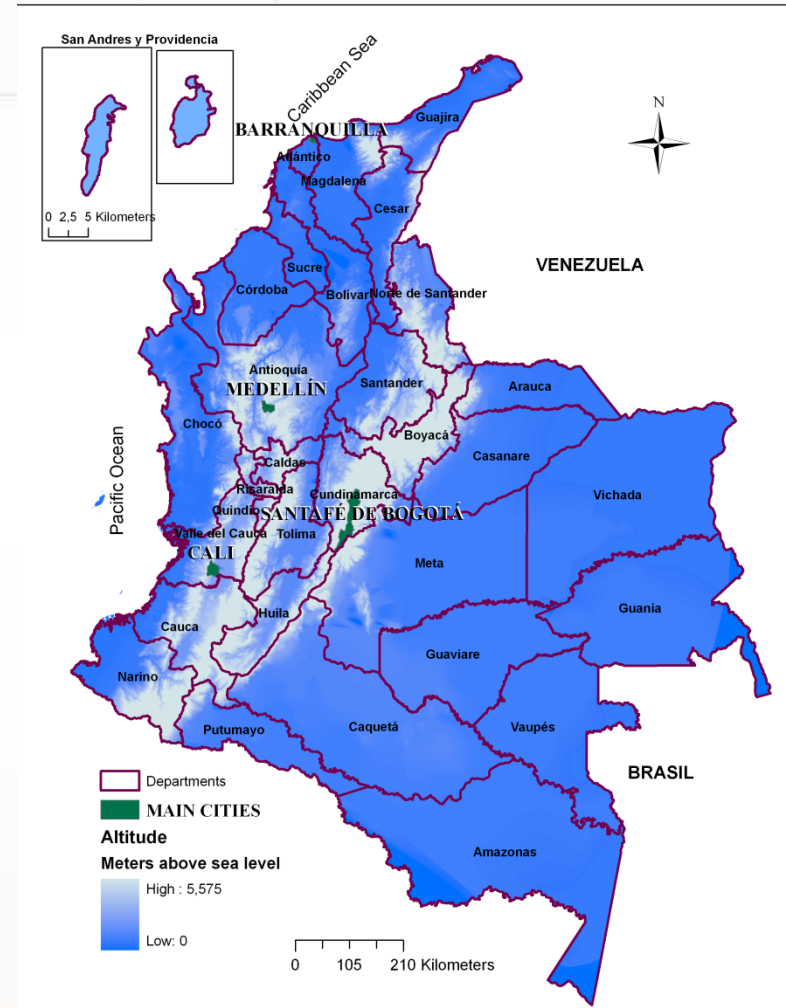 San Andres y Providencia
0 2,5 5 Kilometers
Caribbean Sea
N
BARRANQUILLA
Guajira
Atlántico
Magdalena
Cesar
VENEZUELA
Sucre
Córdoba
Bolivar
Norte de Santander
Antioquia
MEDELLÍN
Santander
Arauca
Chocó
Boyacá
Casanare
Pacific Ocean
Caldas
Risaralda
Cundinamarca
Vichada
Quindío
SANTAFÉ DE BOGOTÁ
Valle del Cauca
Tolima
CALI
Meta
Guanía
Huila
Cauca
Guaviare
Narino
Putumayo
Caquetá
Vaupés
BRASIL
Amazonas
Departments
MAIN CITIES
Altitude
Meters above sea level
High : 5,575
Low: 0
0 105 210 Kilometers